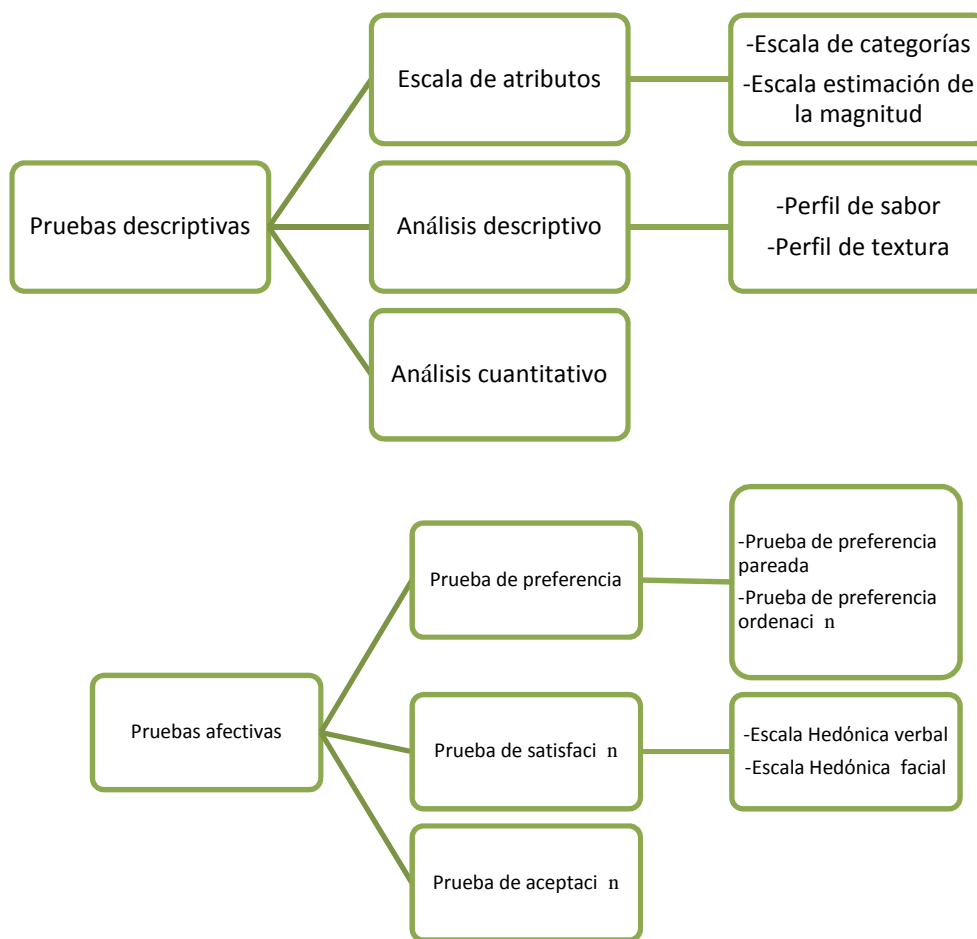 Escala de atributos
-Escala de categorías
-Escala estimación de
la magnitud
Pruebas descriptivas
Análisis descriptivo
-Perfil de sabor
-Perfil de textura
Análisis cuantitativo
Prueba de preferencia
-Prueba de preferencia
pareada
-Prueba de preferencia
ordenaci n
Pruebas afectivas
Prueba de satisfaci n
-Escala Hedónica verbal
-Escala Hedónica facial
Prueba de aceptaci n